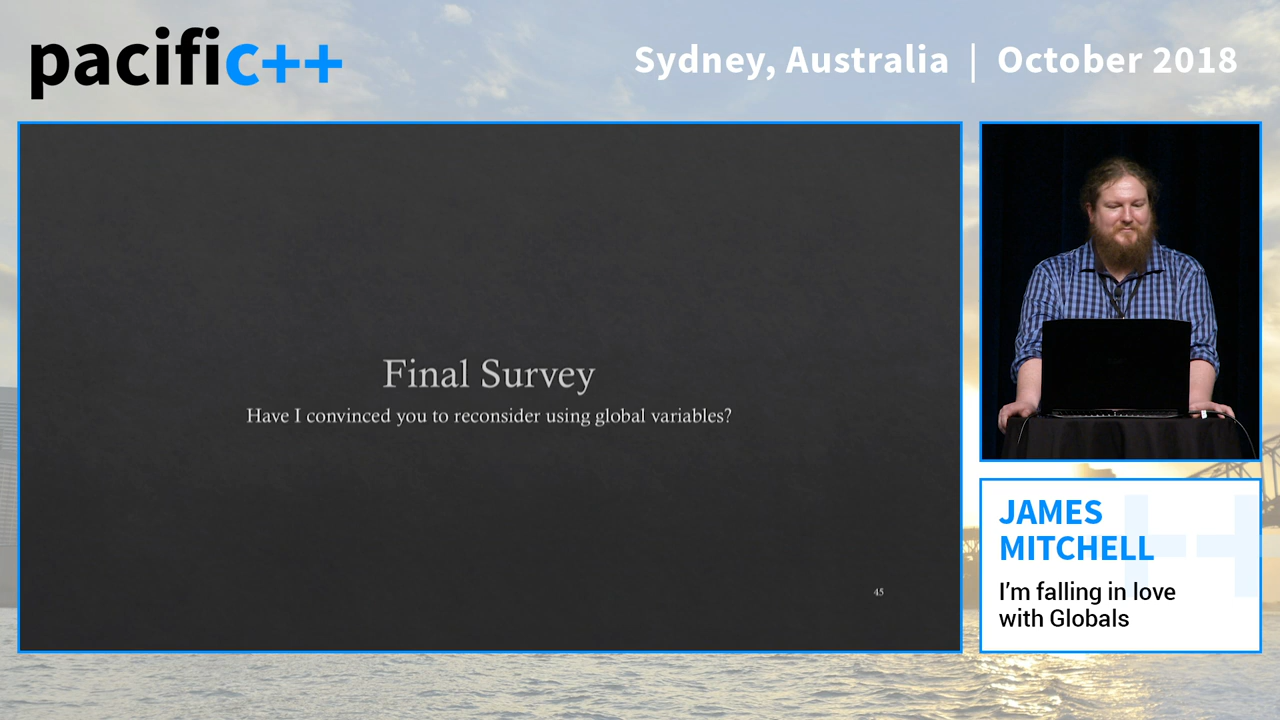 pacific++
Sydney, Australia | October 2018
Final Survey
Have I convinced you to reconsider using global variables?
45
JAMES
MITCHELL
I'm falling in love
with Globals